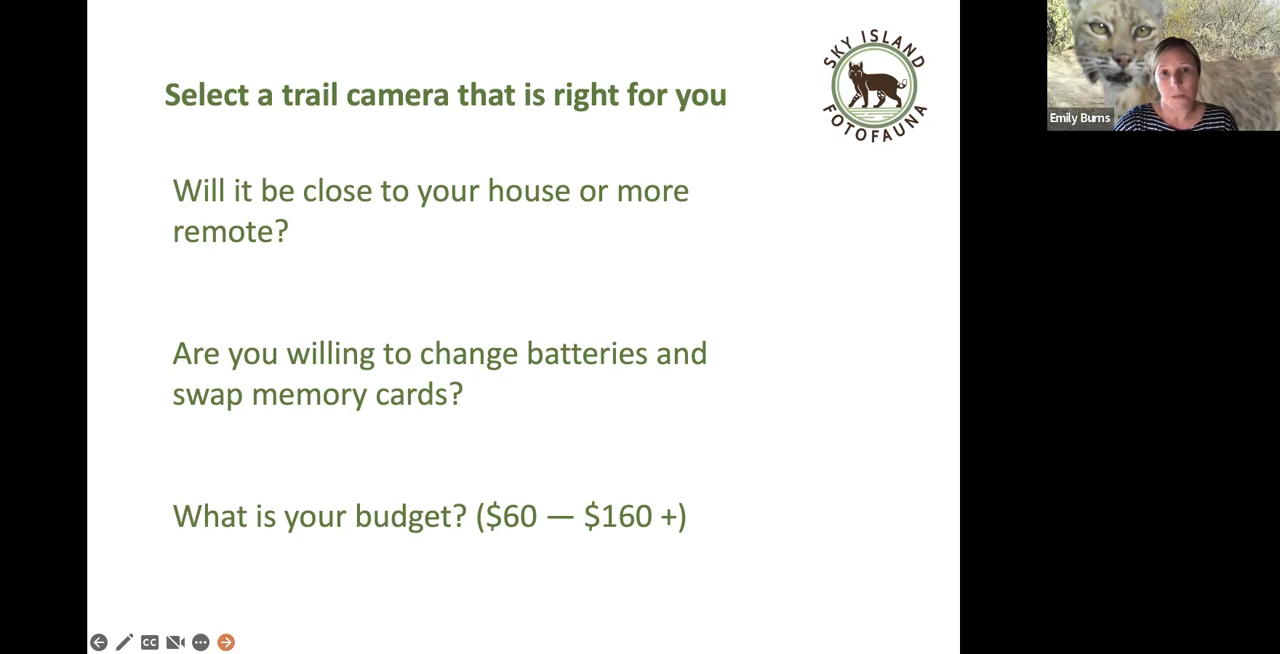 Select a trail camera that is right for you
SKY ISLAND
FOTOFAUNA
Will it be close to your house or more
remote?
Are you willing to change batteries and
swap memory cards?
What is your budget? ($60 — $160 +)
Emily Burns
CC